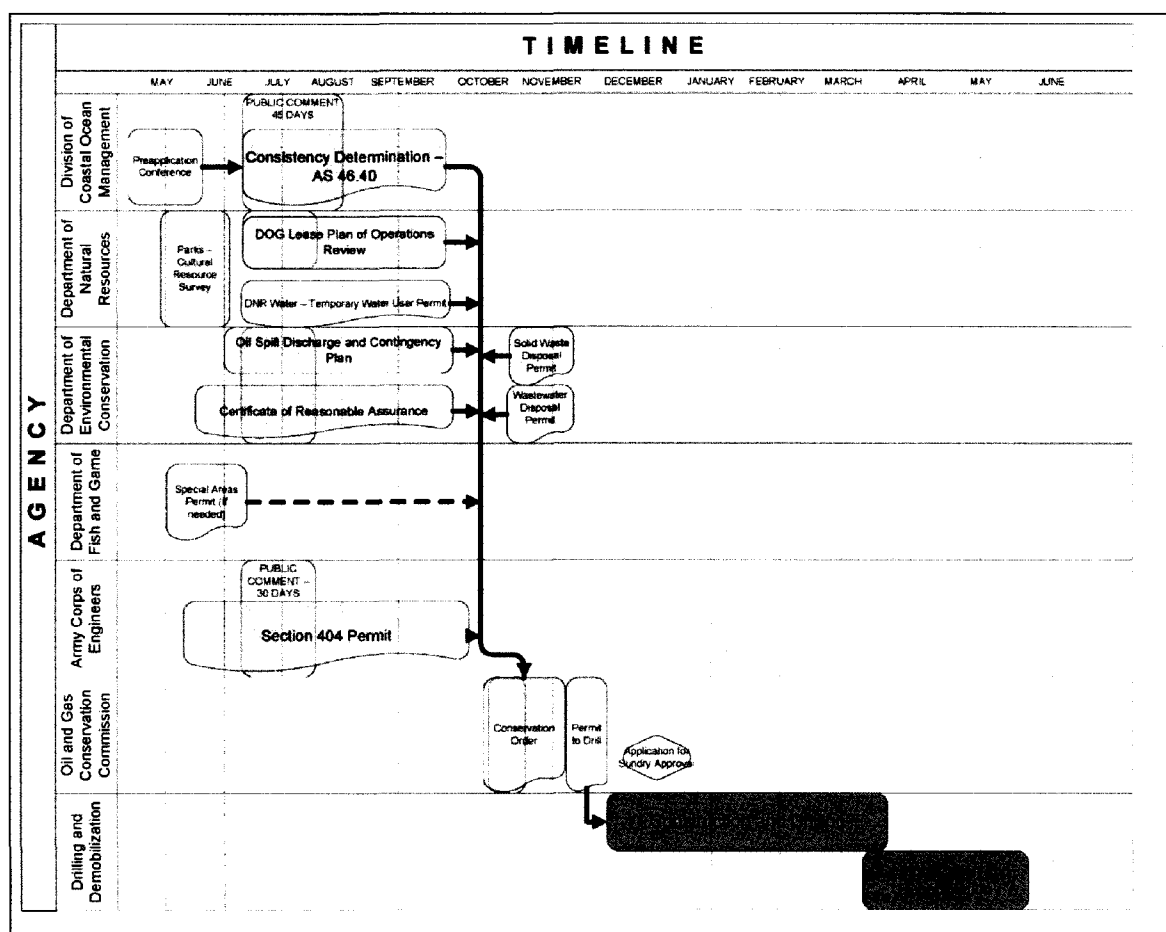 TIMELINE
MAY JUNE JULY AUGUST SEPTEMBER OCTOBER NOVEMBER DECEMBER JANUARY FEBRUARY MARCH APRIL MAY JUNE
AGENCY
Division of
Coastal Ocean
Management
PUBLIC COMMENT
45 DAYS
Preapplication
Conference
Consistency Determination –
AS 46.40
Department of
Natural
Resources
Parks –
Cultural
Resource
Survey
DOG Lease Plan of Operations
Review
DNR Water – Temporary Water User Permit
Department of
Environmental
Conservation
Oil Spill Discharge and Contingency
Plan
Solid Waste
Disposal
Permit
Certificate of Reasonable Assurance
Wastewater
Disposal
Permit
Department of
Fish and Game
Special Areas
Permit (if
needed)
Army Corps of
Engineers
PUBLIC
COMMENT –
30 DAYS
Section 404 Permit
Oil and Gas
Conservation
Commission
Conservation
Order
Permit
to Drill
Application for
Sundry Approval
Drilling and
Demobilization